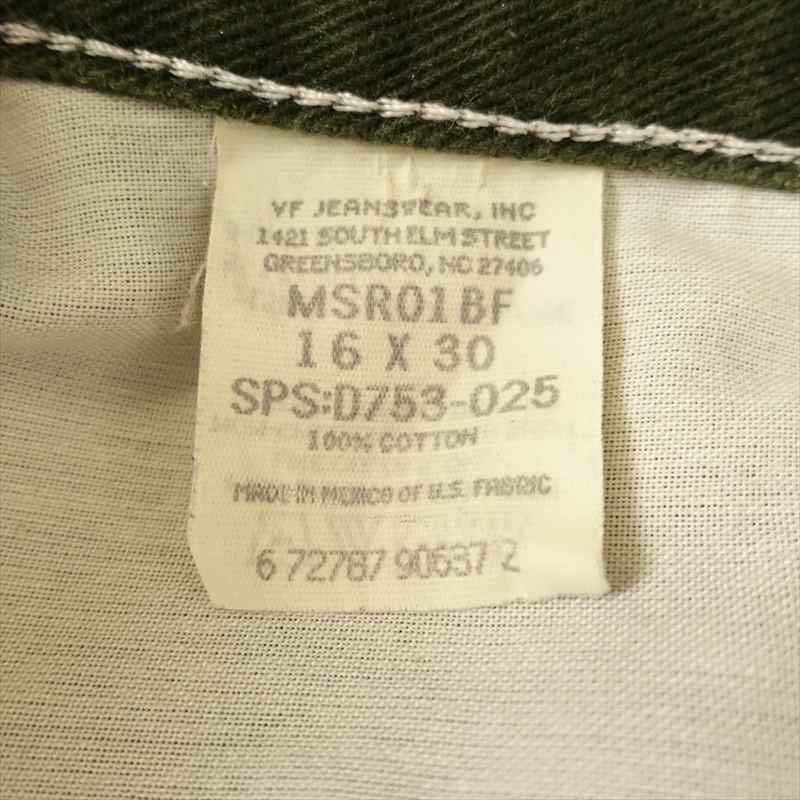 VF JEANSWEAR, INC
1421 SOUTH ELM STREET
GREENSBORO, NC 27406
MSR01BF
16 X 30
SPS:D753-025
100% COTTON
MADE IN MEXICO OF U.S. FABRIC
6 72787 90637 2